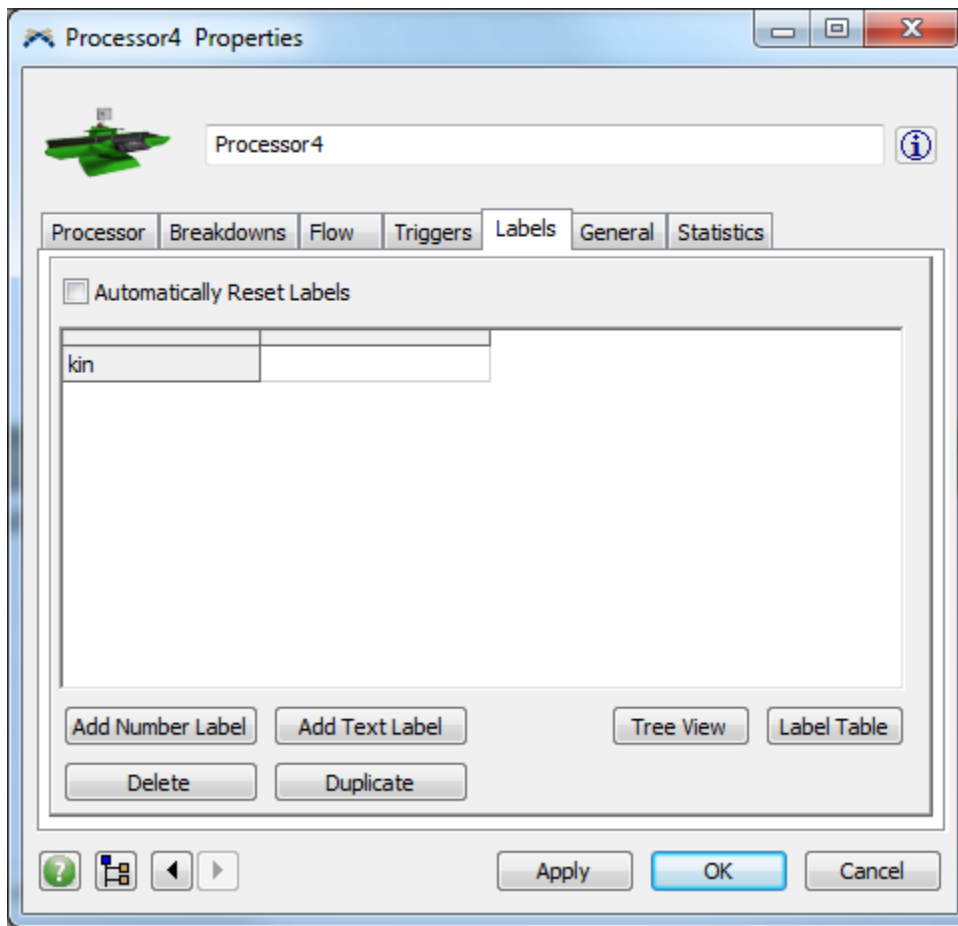 Processor4 Properties
Processor4
Processor Breakdowns Flow Triggers Labels General Statistics
Automatically Reset Labels
kin
Add Number Label Add Text Label Tree View Label Table
Delete Duplicate
Apply OK Cancel